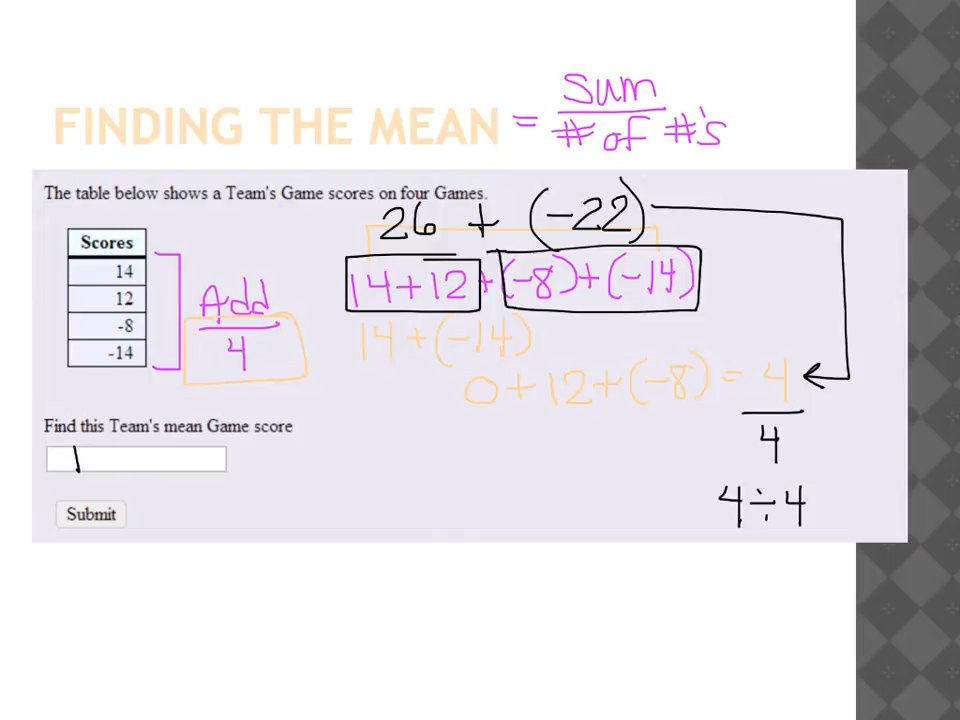 FINDING THE MEAN = Sum / # of #'s
The table below shows a Team's Game scores on four Games.
26 + (-22)
Scores
14
12
-8
-14
Add / 4
14+12+(-8)+(-14)
14+(-14)
0+12+(-8) = 4
4
4÷4
Find this Team's mean Game score
1
Submit